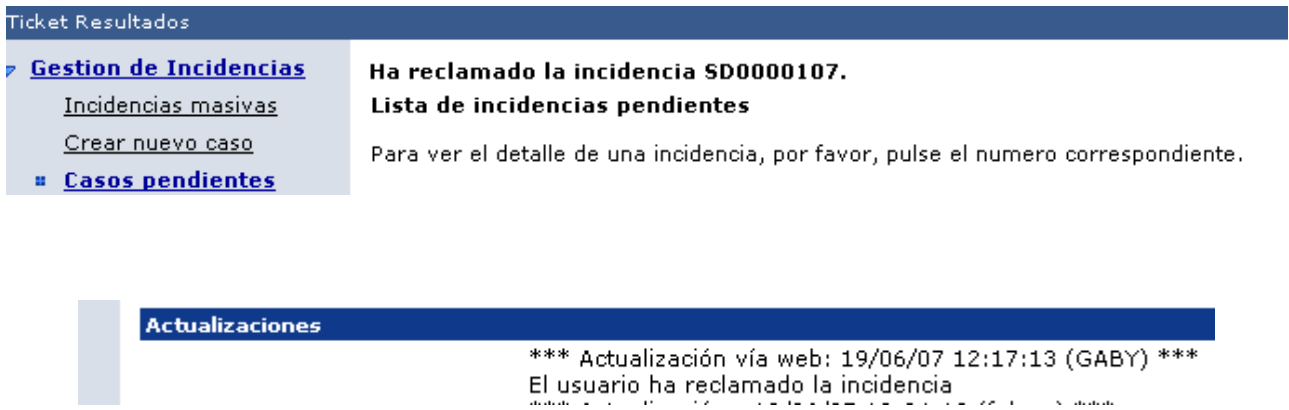 Ticket Resultados
Gestion de Incidencias
Incidencias masivas
Crear nuevo caso
Casos pendientes
Ha reclamado la incidencia SD0000107.
Lista de incidencias pendientes
Para ver el detalle de una incidencia, por favor, pulse el numero correspondiente.
Actualizaciones
*** Actualización vía web: 19/06/07 12:17:13 (GABY) ***
El usuario ha reclamado la incidencia